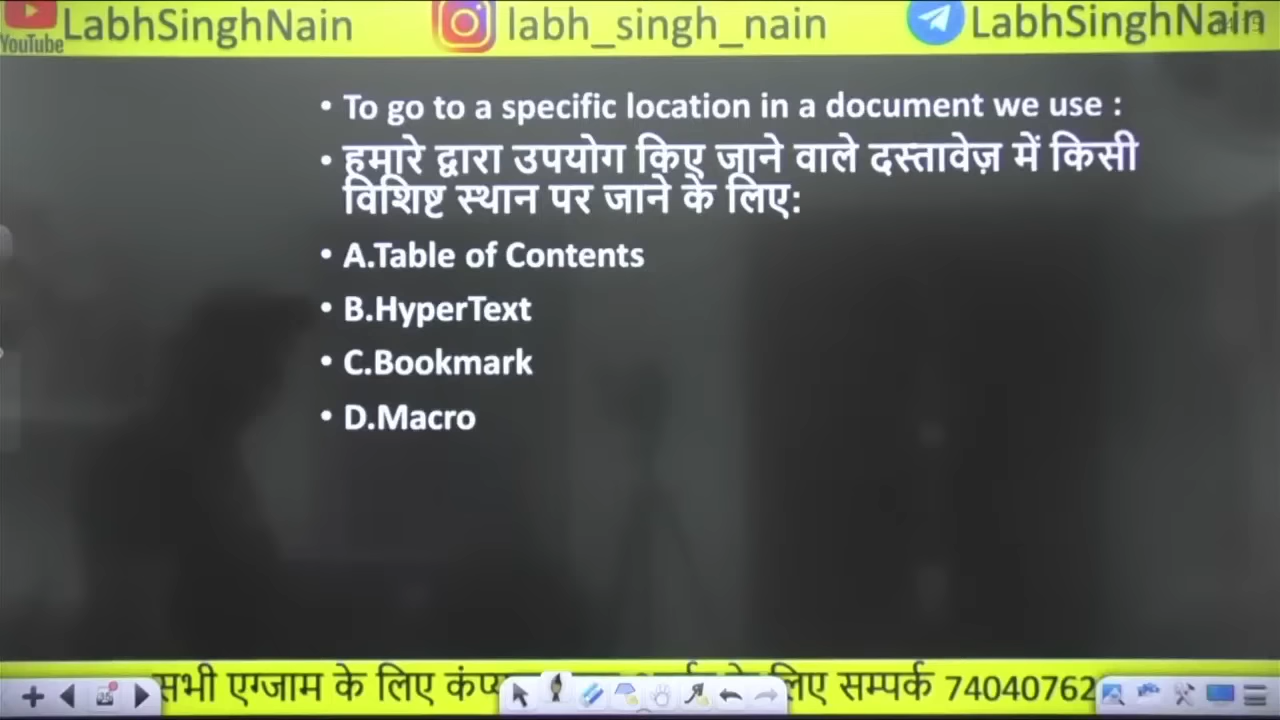 YouTube LabhSinghNain labh_singh_nain LabhSinghNain
• To go to a specific location in a document we use :
• हमारे द्वारा उपयोग किए जाने वाले दस्तावेज़ में किसी
विशिष्ट स्थान पर जाने के लिए:
• A.Table of Contents
• B.HyperText
• C.Bookmark
• D.Macro
सभी एग्जाम के लिए लिए सम्पर्क 74040762